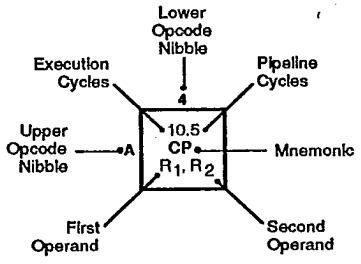 Lower
Opcode
Nibble
Execution
Cycles
Pipeline
Cycles
4
Upper
Opcode
Nibble
A
10.5
CP
R1, R2
Mnemonic
First
Operand
Second
Operand